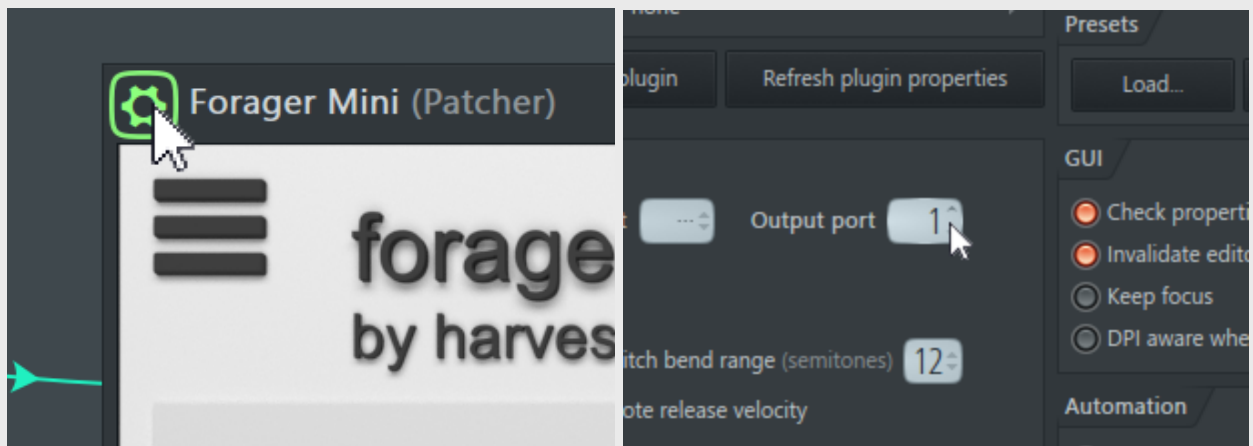 Forager Mini (Patcher)
forage
by harves
none
Presets
plugin
Refresh plugin properties
Load...
GUI
---
Output port
1
Check properti
Invalidate edito
Keep focus
DPI aware whe
itch bend range (semitones)
12
ote release velocity
Automation